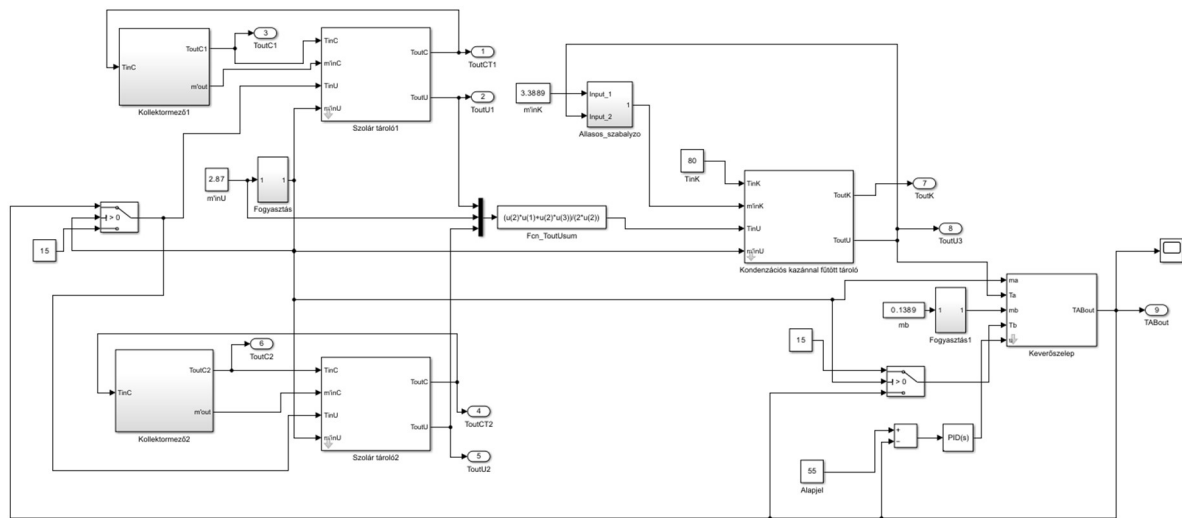 TinC
ToutC1
m'out
Kollektormező1
3
ToutC1
TinC
m'inC
TinU
m'inU
ToutC
ToutU
Szolár tároló1
1
ToutCT1
2
ToutU1
3.3889
m'inK
Input_1
Input_2
1
Allasos_szabalyzo
80
TinK
TinK
m'inK
TinU
m'inU
ToutK
ToutU
Kondenzációs kazánnal fűtött tároló
7
ToutK
8
ToutU3
2.87
m'inU
1
1
Fogyasztás
> 0
15
(u(2)*u(1)+u(2)*u(3))/(2*u(2))
Fcn_ToutUsum
ma
Ta
mb
Tb
TABout
Keverőszelep
9
TABout
0.1389
mb
1
1
Fogyasztás1
15
> 0
TinC
ToutC2
m'out
Kollektormező2
6
ToutC2
TinC
m'inC
TinU
m'inU
ToutC
ToutU
Szolár tároló2
4
ToutCT2
5
ToutU2
+
−
PID(s)
55
Alapjel